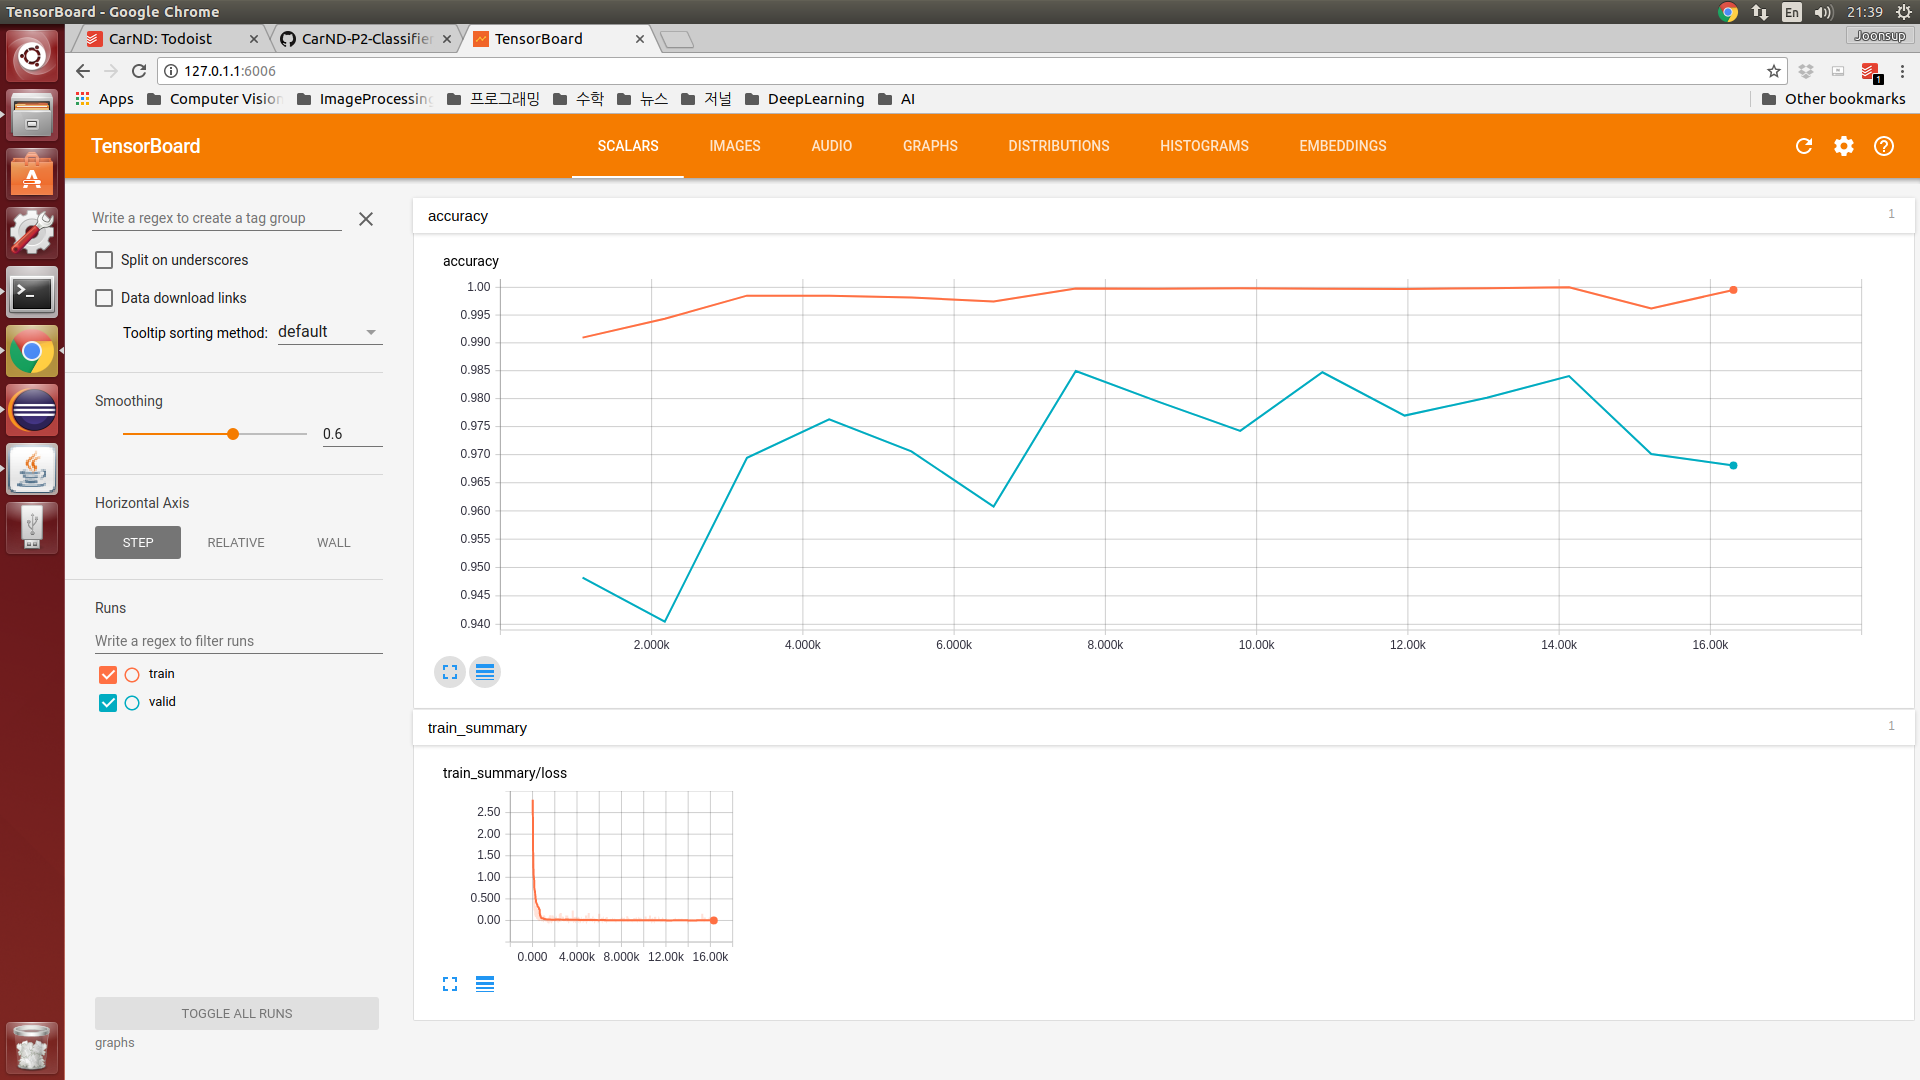 TensorBoard - Google Chrome
En
21:39
CarND: Todoist
CarND-P2-Classifier
TensorBoard
Joonsup
127.0.1.1:6006
1
Apps
Computer Vision
ImageProcessing
프로그래밍
수학
뉴스
저널
DeepLearning
AI
Other bookmarks
TensorBoard
SCALARS
IMAGES
AUDIO
GRAPHS
DISTRIBUTIONS
HISTOGRAMS
EMBEDDINGS
Write a regex to create a tag group
Split on underscores
Data download links
Tooltip sorting method: default
Smoothing
0.6
Horizontal Axis
STEP
RELATIVE
WALL
Runs
Write a regex to filter runs
train
valid
TOGGLE ALL RUNS
graphs
accuracy
1
accuracy
1.00
0.995
0.990
0.985
0.980
0.975
0.970
0.965
0.960
0.955
0.950
0.945
0.940
2.000k
4.000k
6.000k
8.000k
10.00k
12.00k
14.00k
16.00k
train_summary
1
train_summary/loss
2.50
2.00
1.50
1.00
0.500
0.00
0.000
4.000k
8.000k
12.00k
16.00k